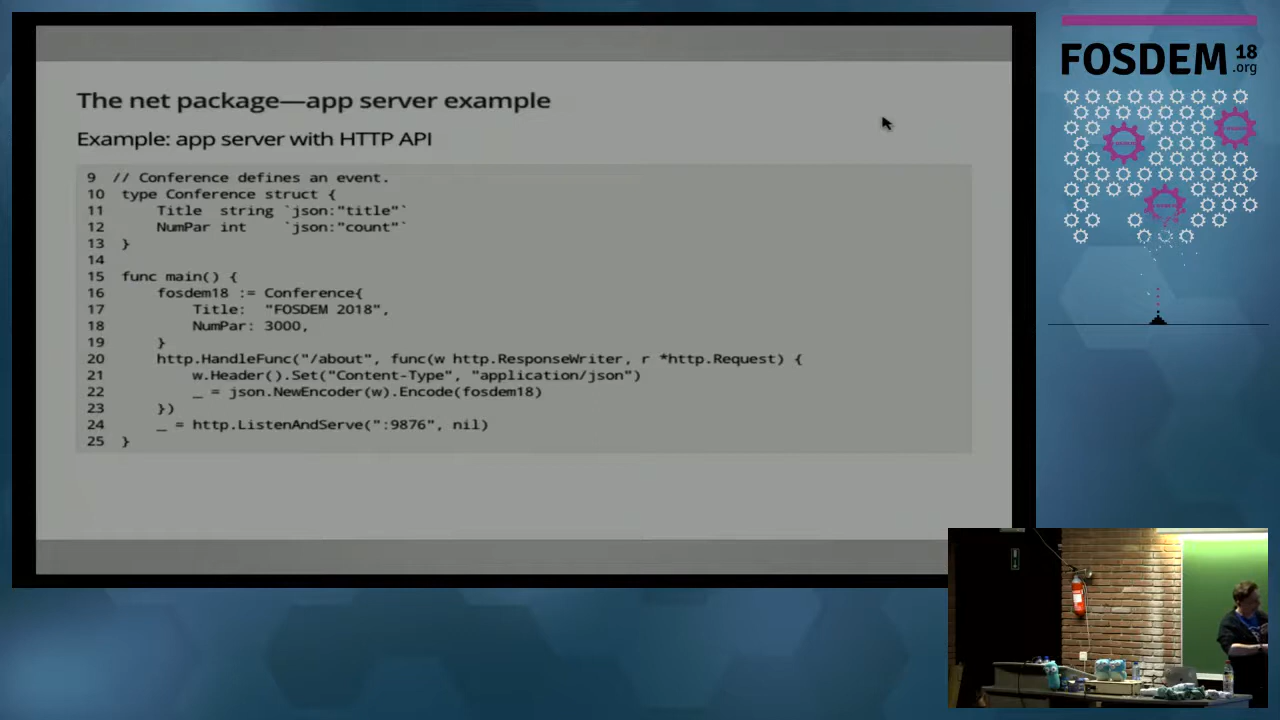 The net package—app server example
Example: app server with HTTP API
9 // Conference defines an event.
10 type Conference struct {
11 Title string `json:"title"`
12 NumPar int `json:"count"`
13 }
14
15 func main() {
16 fosdem18 := Conference{
17 Title: "FOSDEM 2018",
18 NumPar: 3000,
19 }
20 http.HandleFunc("/about", func(w http.ResponseWriter, r *http.Request) {
21 w.Header().Set("Content-Type", "application/json")
22 _ = json.NewEncoder(w).Encode(fosdem18)
23 })
24 _ = http.ListenAndServe(":9876", nil)
25 }
FOSDEM 18
.org